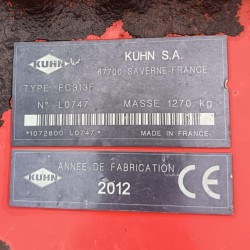 KUHN
KUHN S.A.
67700 SAVERNE-FRANCE
TYPE FC313F
N° L0747 MASSE 1270 kg
*1072800 L0747*
MADE IN FRANCE
KUHN
ANNÉE DE FABRICATION
2012
CE